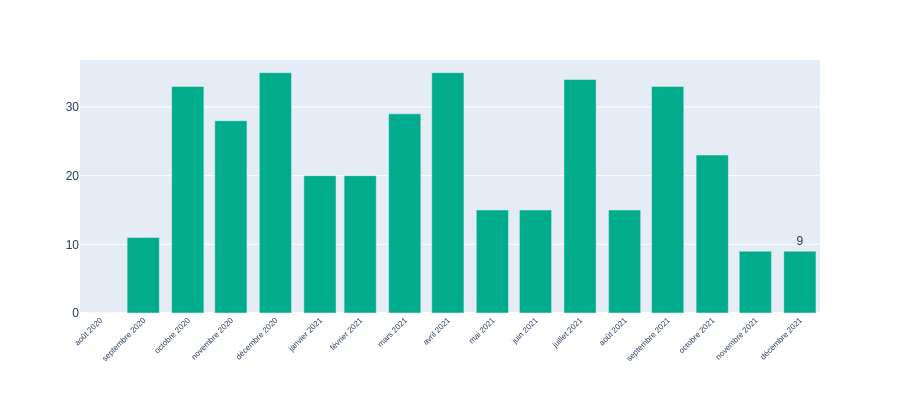 30
20
10
0
9
août 2020
septembre 2020
octobre 2020
novembre 2020
décembre 2020
janvier 2021
février 2021
mars 2021
avril 2021
mai 2021
juin 2021
juillet 2021
août 2021
septembre 2021
octobre 2021
novembre 2021
décembre 2021